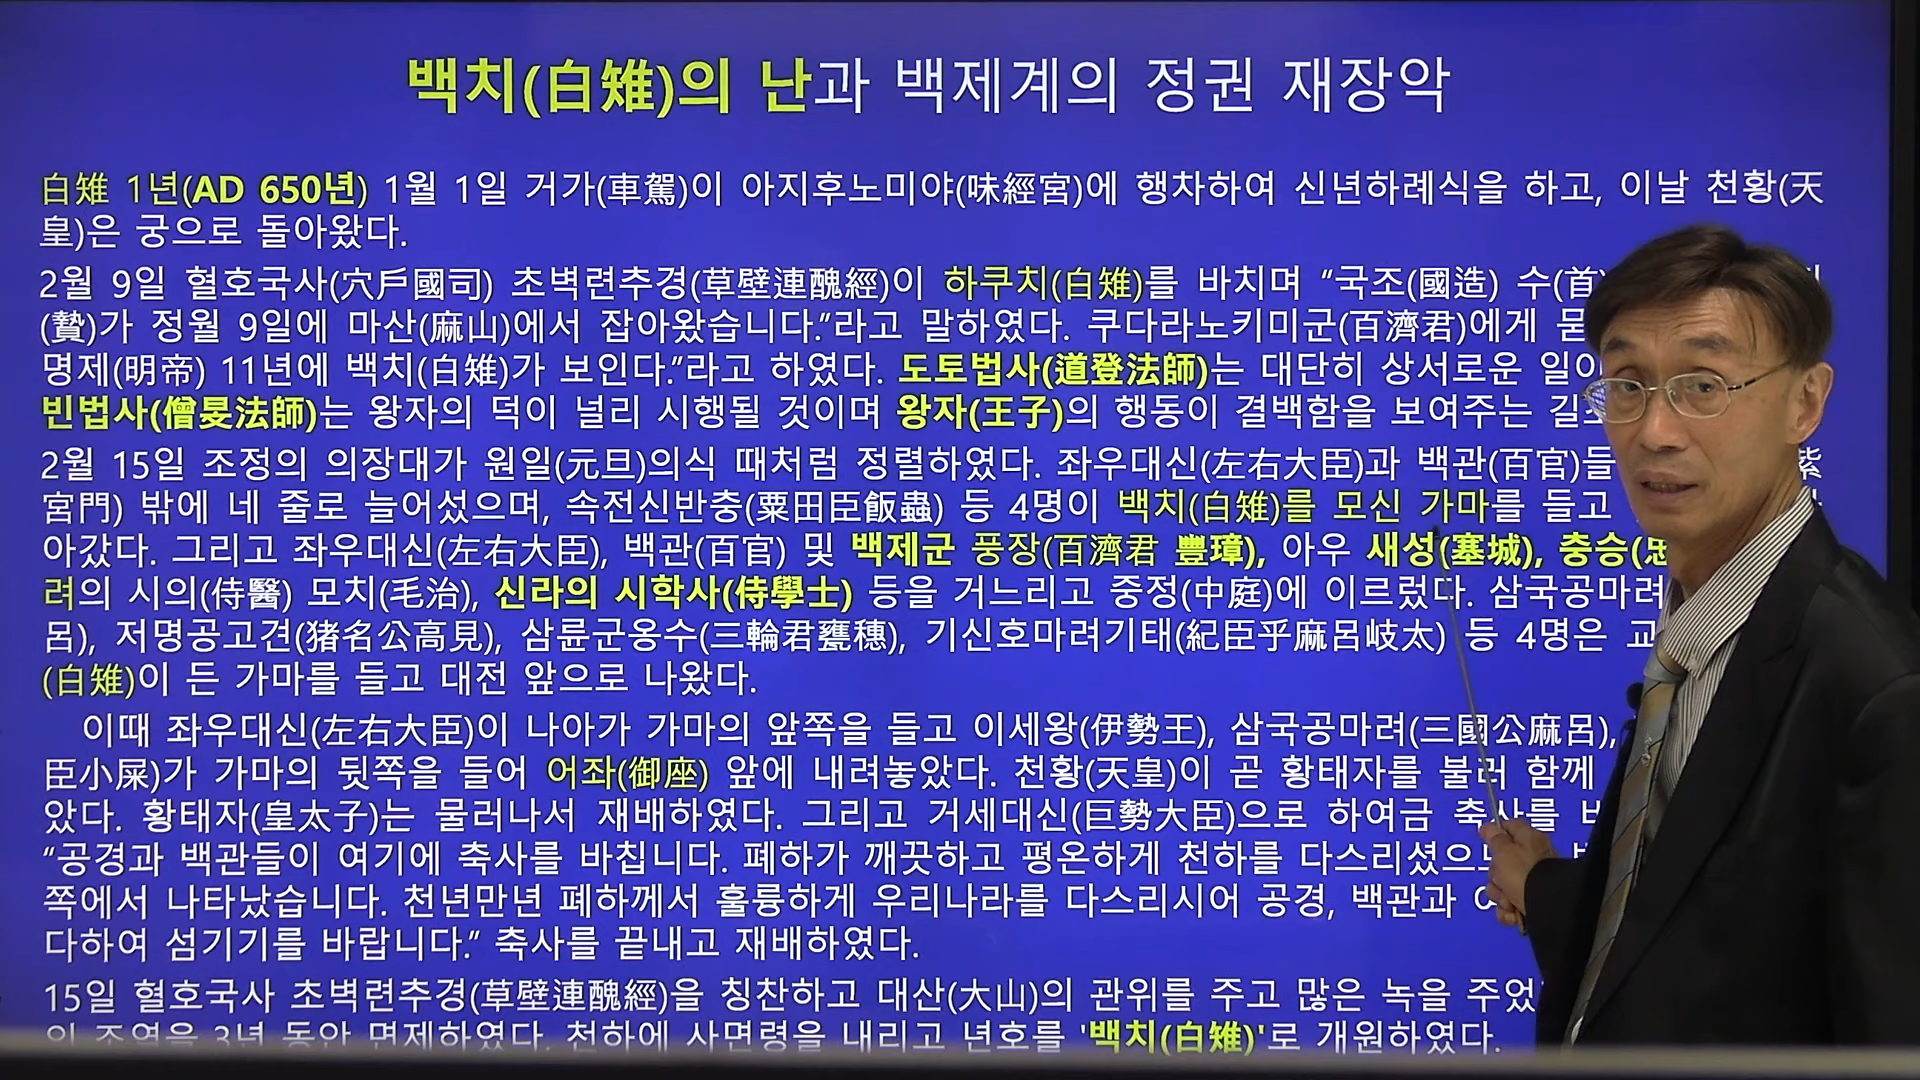 백치(白雉)의 난과 백제계의 정권 재장악
白雉 1년(AD 650년) 1월 1일 거가(車駕)이 아지후노미야(味經宮)에 행차하여 신년하례식을 하고, 이날 천황(天
皇)은 궁으로 돌아왔다.
2월 9일 혈호국사(穴戶國司) 초벽련추경(草壁連醜經)이 하쿠치(白雉)를 바치며 “국조(國造) 수(首)
(贄)가 정월 9일에 마산(麻山)에서 잡아왔습니다.”라고 말하였다. 쿠다라노키미군(百濟君)에게
명제(明帝) 11년에 백치(白雉)가 보인다.”라고 하였다. 도토법사(道登法師)는 대단히 상서로운
빈법사(僧旻法師)는 왕자의 덕이 널리 시행될 것이며 왕자(王子)의 행동이 결백함을 보여주는
2월 15일 조정의 의장대가 원일(元旦)의식 때처럼 정렬하였다. 좌우대신(左右大臣)과 백관(百官)들 紫
宮門) 밖에 네 줄로 늘어섰으며, 속전신반충(粟田臣飯蟲) 등 4명이 백치(白雉)를 모신 가마를 들고
아갔다. 그리고 좌우대신(左右大臣), 백관(百官) 및 백제군 풍장(百濟君 豐璋), 아우 새성(塞城), 충승(忠
려의 시의(侍醫) 모치(毛治), 신라의 시학사(侍學士) 등을 거느리고 중정(中庭)에 이르렀다. 삼국공마려
呂), 저명공고견(猪名公高見), 삼륜군옹수(三輪君甕穗), 기신호마려기태(紀臣乎麻呂岐太) 등 4명은
(白雉)이 든 가마를 들고 대전 앞으로 나왔다.
이때 좌우대신(左右大臣)이 나아가 가마의 앞쪽을 들고 이세왕(伊勢王), 삼국공마려(三國公麻呂),
臣小屎)가 가마의 뒷쪽을 들어 어좌(御座) 앞에 내려놓았다. 천황(天皇)이 곧 황태자를 불러 함께
았다. 황태자(皇太子)는 물러나서 재배하였다. 그리고 거세대신(巨勢大臣)으로 하여금 축사를
“공경과 백관들이 여기에 축사를 바칩니다. 폐하가 깨끗하고 평온하게 천하를
쪽에서 나타났습니다. 천년만년 폐하께서 훌륭하게 우리나라를 다스리시어 공경, 백관과
다하여 섬기기를 바랍니다.” 축사를 끝내고 재배하였다.
15일 혈호국사 초벽련추경(草壁連醜經)을 칭찬하고 대산(大山)의 관위를 주고 많은 녹을
의 조역을 3년 동안 면제하였다. 천하에 사면령을 내리고 년호를 '백치(白雉)'로 개원하였다.